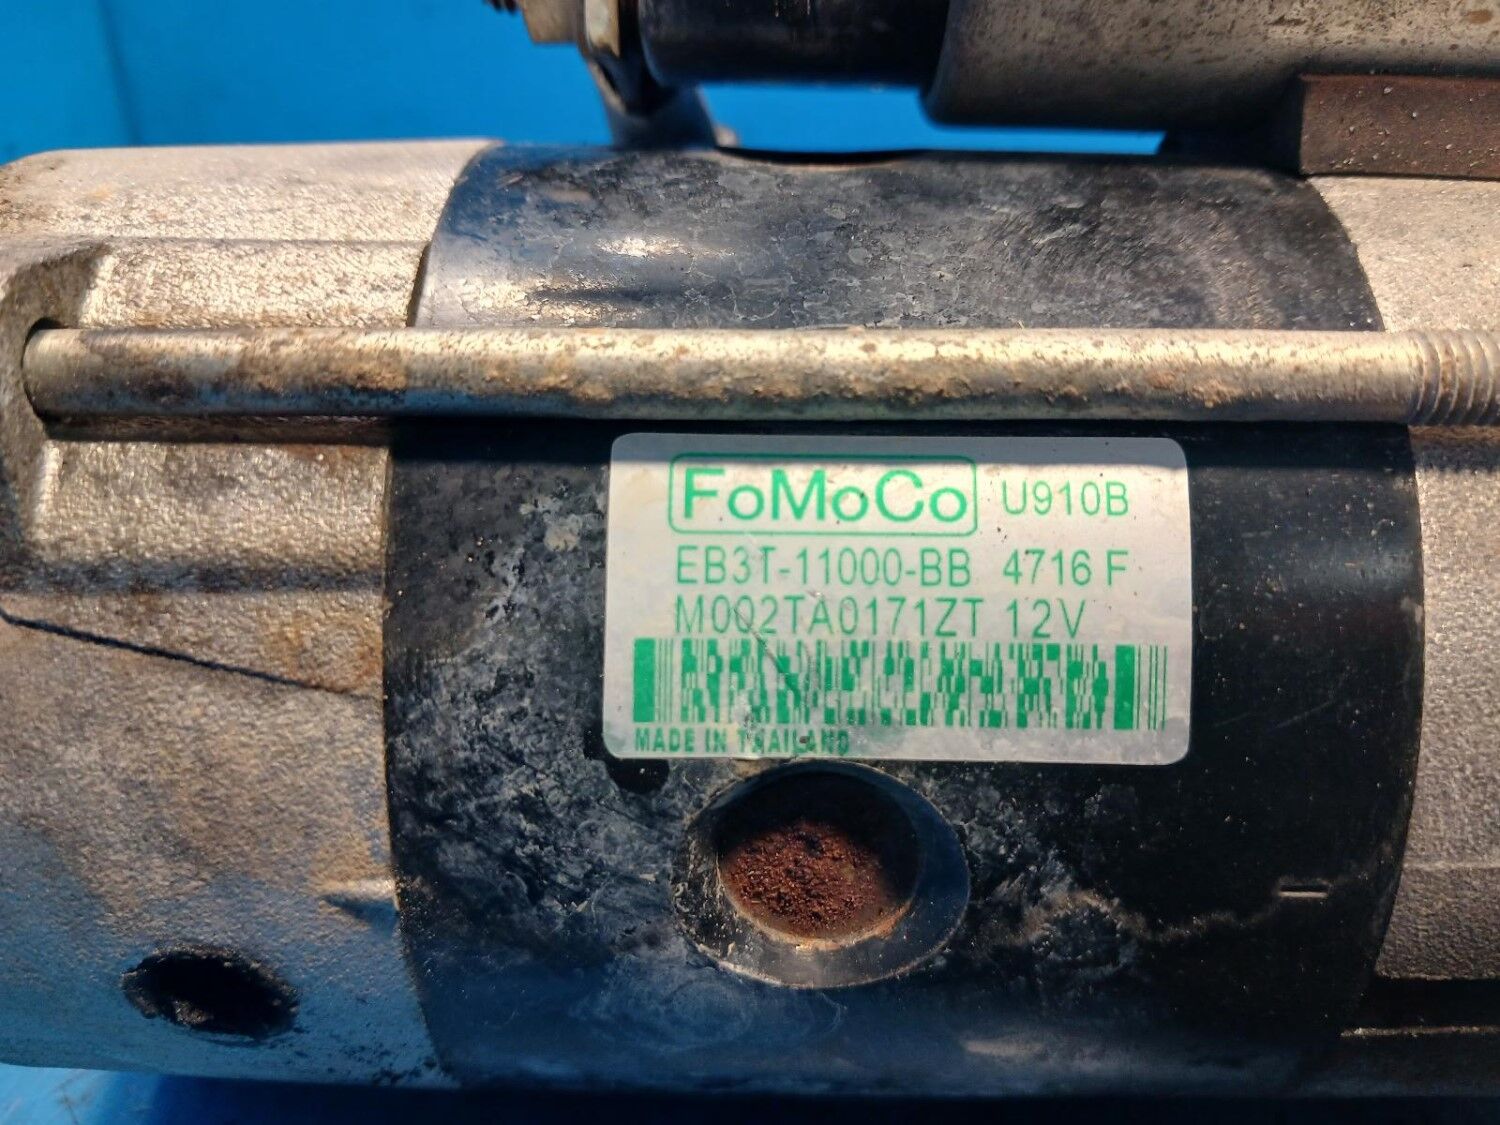 FoMoCo U910B
EB3T-11000-BB 4716 F
M002TA0171ZT 12V
MADE IN THAILAND